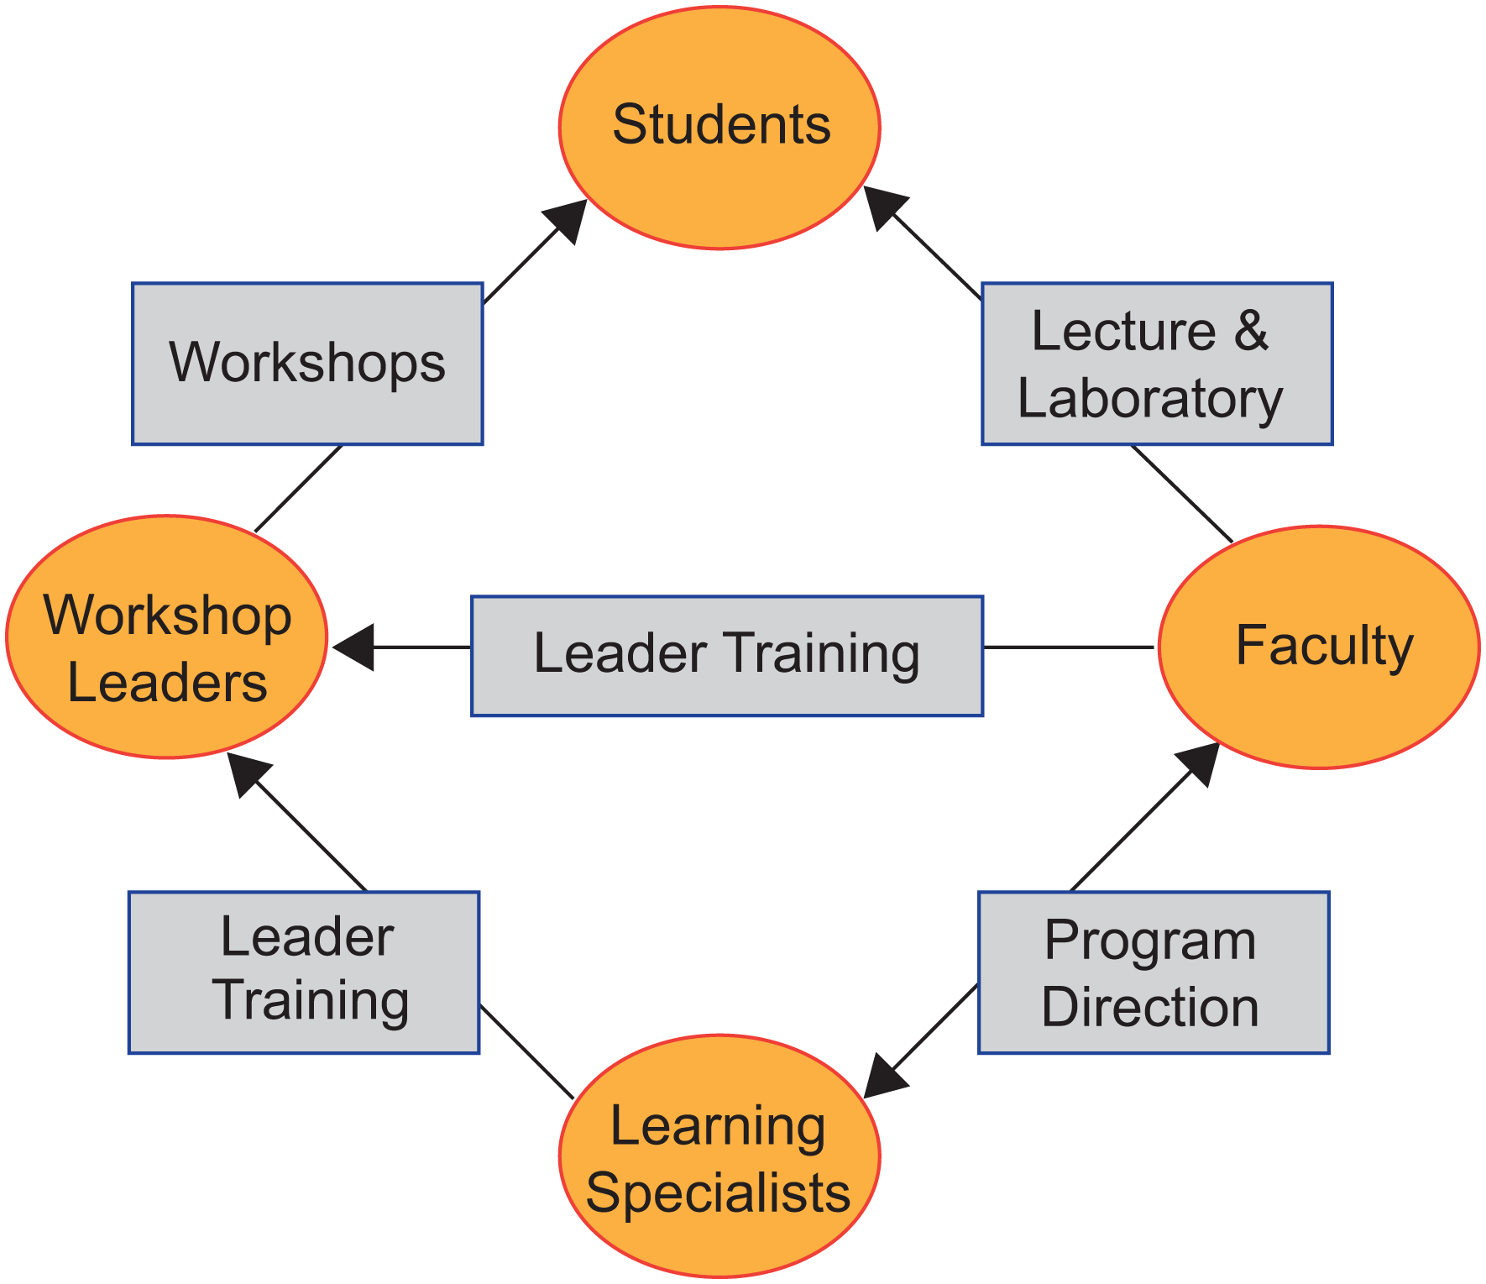 Students
Workshops
Lecture &
Laboratory
Workshop
Leaders
Leader Training
Faculty
Leader
Training
Program
Direction
Learning
Specialists